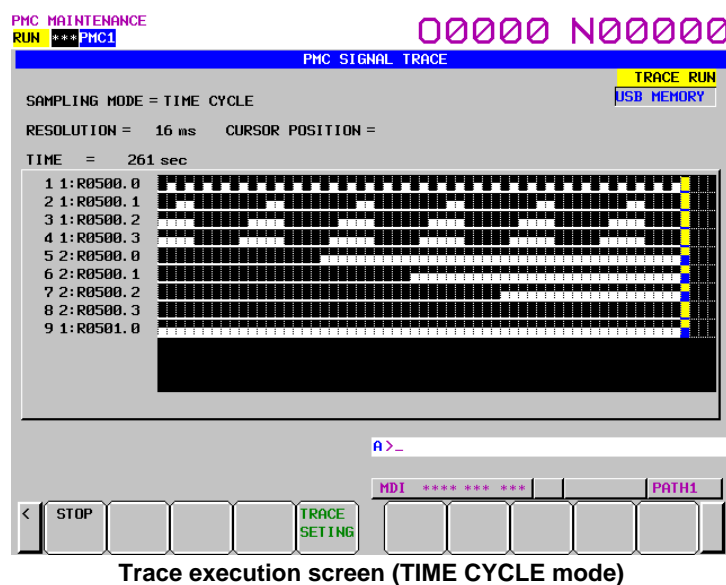 PMC MAINTENANCE
RUN ***PMC1 O0000 N00000
PMC SIGNAL TRACE
TRACE RUN
SAMPLING MODE = TIME CYCLE USB MEMORY
RESOLUTION = 16 ms CURSOR POSITION =
TIME = 261 sec
1 1:R0500.0
2 1:R0500.1
3 1:R0500.2
4 1:R0500.3
5 2:R0500.0
6 2:R0500.1
7 2:R0500.2
8 2:R0500.3
9 1:R0501.0
A>_
MDI **** *** *** PATH1
< STOP TRACE
SETING
Trace execution screen (TIME CYCLE mode)